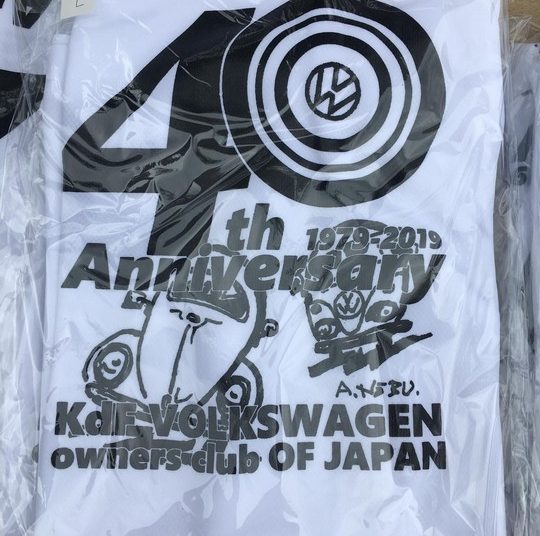 L
40
th
1979-2019
Anniversary
A.NOBU.
KdF VOLKSWAGEN
owners club OF JAPAN